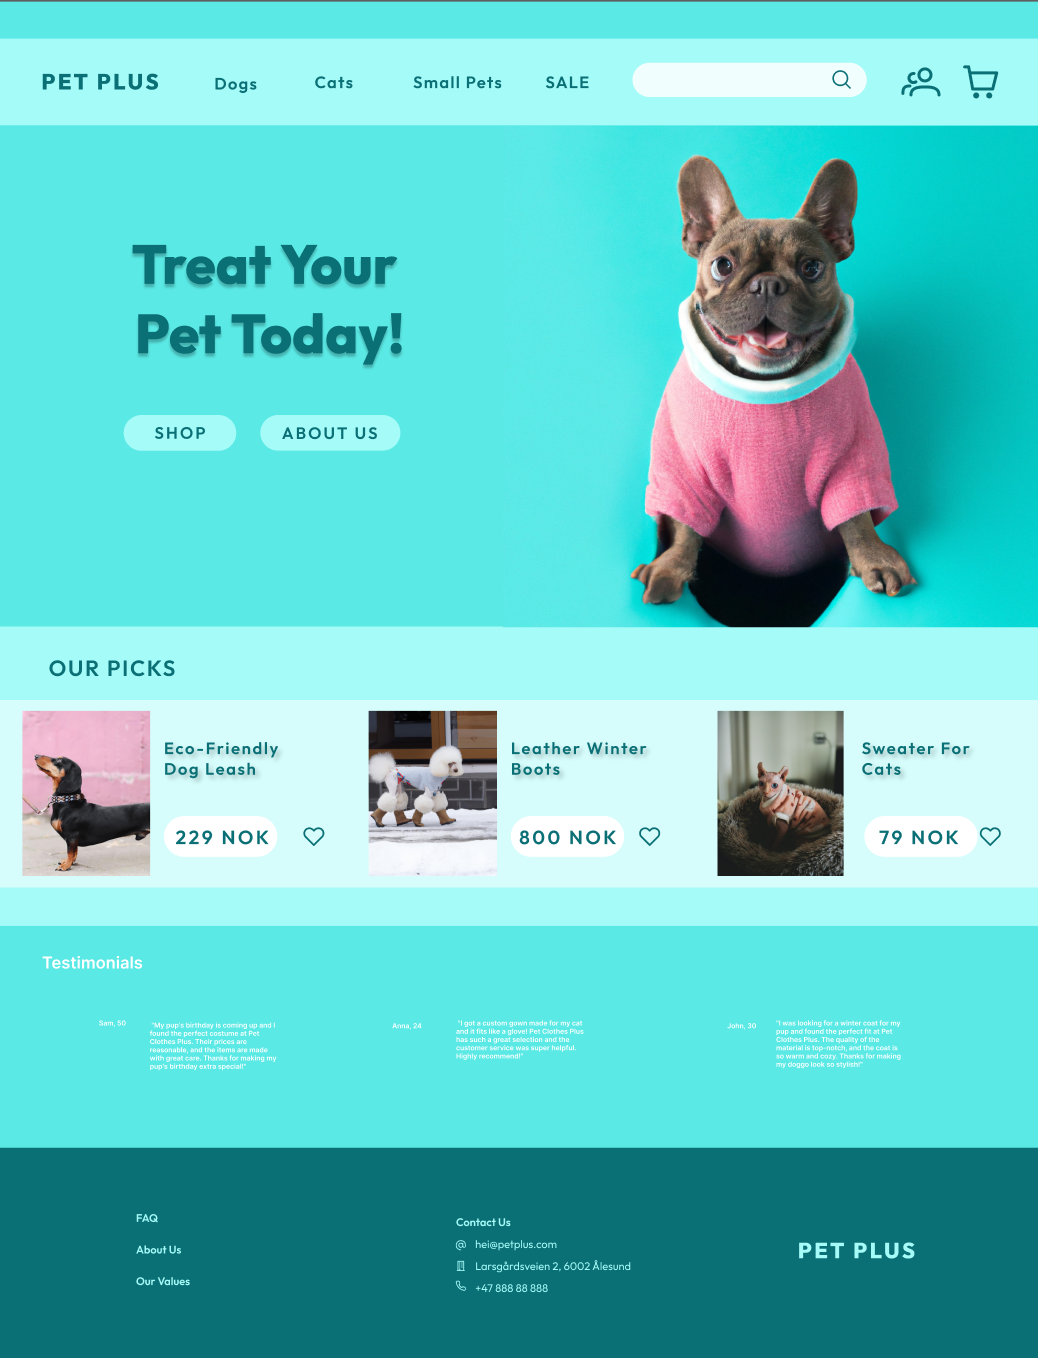 PET PLUS
Dogs
Cats
Small Pets
SALE
Treat Your
Pet Today!
SHOP
ABOUT US
OUR PICKS
Eco-Friendly
Dog Leash
229 NOK
Leather Winter
Boots
800 NOK
Sweater For
Cats
79 NOK
Testimonials
Sam, 50
"My pup's birthday is coming up and I
found the perfect costume at Pet
Clothes Plus. Their prices are
reasonable, and the items are made
with great care. Thanks for making my
pup's birthday extra special!"
Anna, 24
"I got a custom gown made for my cat
and it fits like a glove! Pet Clothes Plus
has such a great selection and the
customer service was super helpful.
Highly recommend!"
John, 30
"I was looking for a winter coat for my
pup and found the perfect fit at Pet
Clothes Plus. The quality of the
material is top-notch, and the coat is
so warm and cozy. Thanks for making
my doggo look so stylish!"
FAQ
About Us
Our Values
Contact Us
hei@petplus.com
Larsgårdsveien 2, 6002 Ålesund
+47 888 88 888
PET PLUS